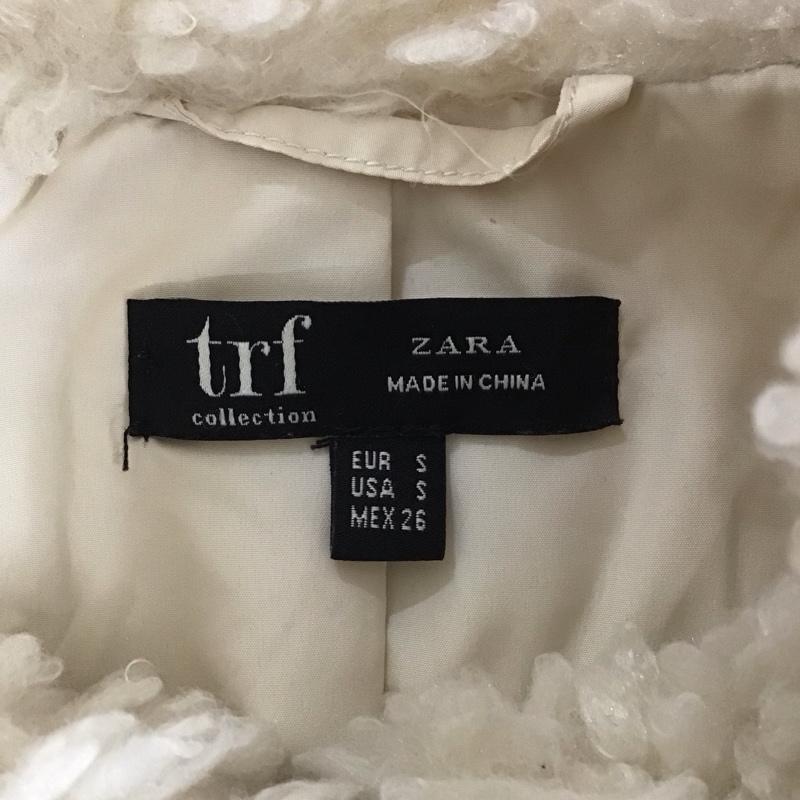 trf
collection
ZARA
MADE IN CHINA
EUR S
USA S
MEX 26